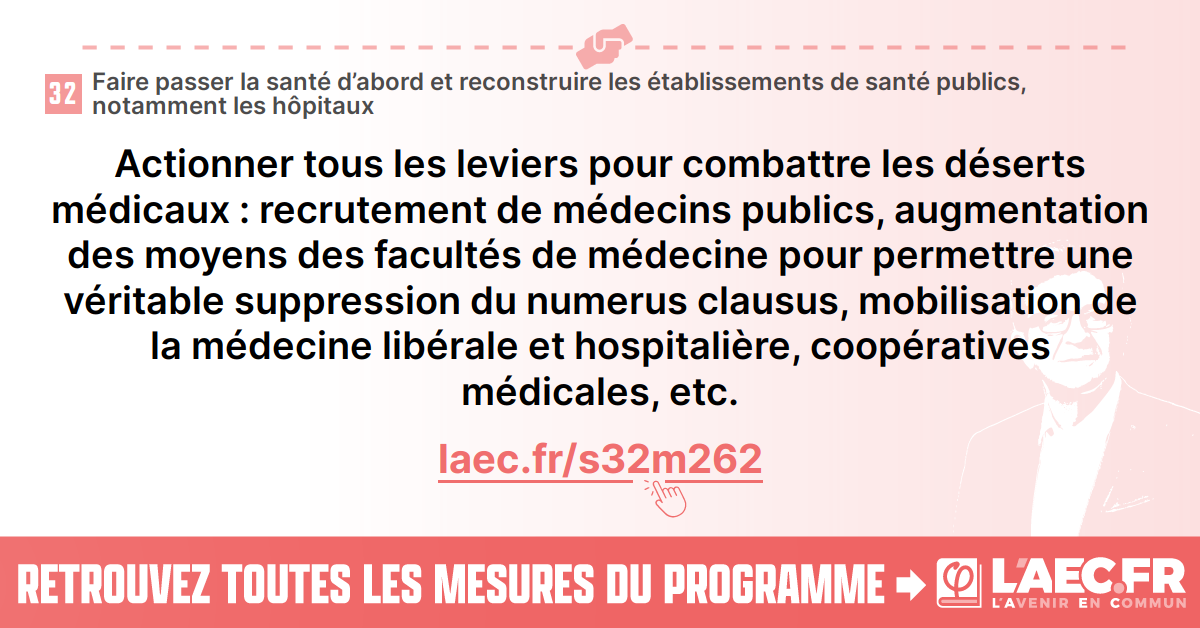 32
Faire passer la santé d’abord et reconstruire les établissements de santé publics,
notamment les hôpitaux
Actionner tous les leviers pour combattre les déserts
médicaux : recrutement de médecins publics, augmentation
des moyens des facultés de médecine pour permettre une
véritable suppression du numerus clausus, mobilisation de
la médecine libérale et hospitalière, coopératives
médicales, etc.
laec.fr/s32m262
RETROUVEZ TOUTES LES MESURES DU PROGRAMME
L'AEC.FR
L'AVENIR EN COMMUN